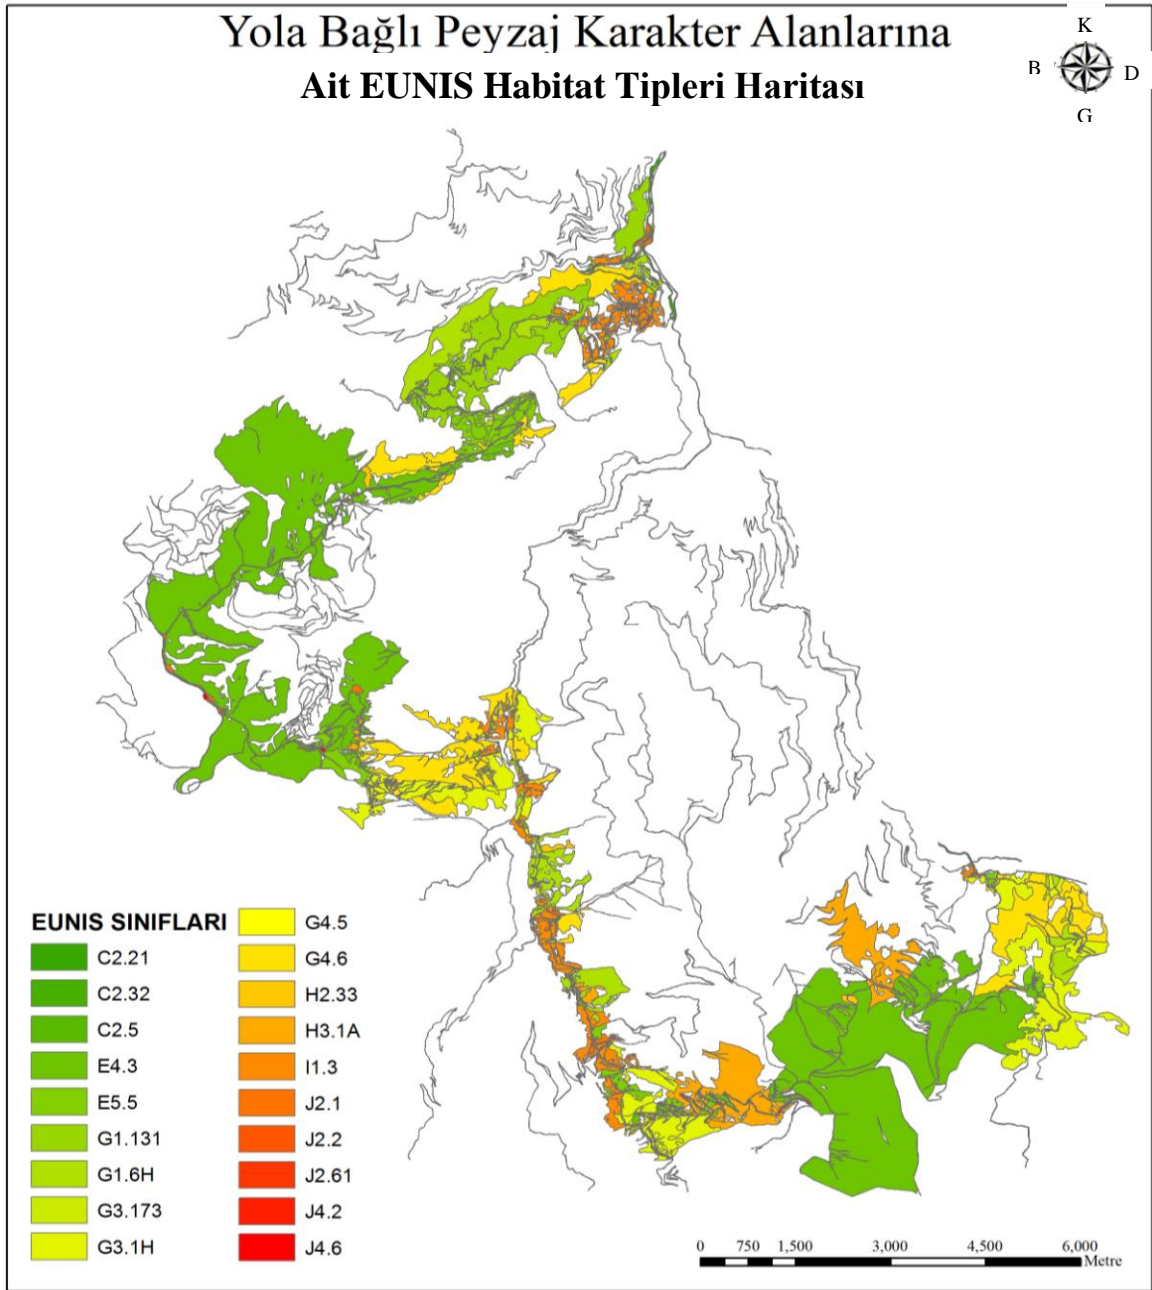 Yola Bağlı Peyzaj Karakter Alanlarına
Ait EUNIS Habitat Tipleri Haritası
K
B
D
G
EUNIS SINIFLARI
C2.21
C2.32
C2.5
E4.3
E5.5
G1.131
G1.6H
G3.173
G3.1H
G4.5
G4.6
H2.33
H3.1A
I1.3
J2.1
J2.2
J2.61
J4.2
J4.6
0 750 1,500 3,000 4,500 6,000
Metre